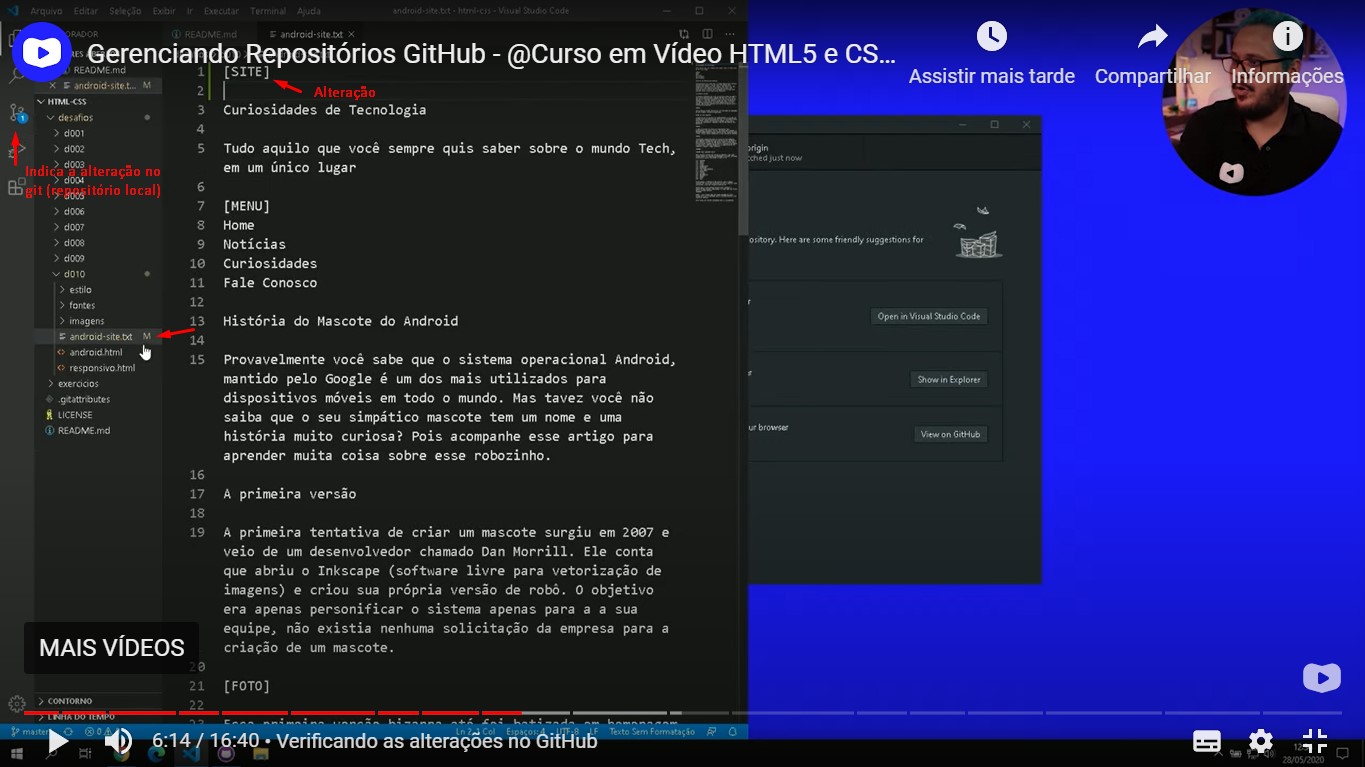 Arquivo Editar Seleção Exibir Ir Executar Terminal Ajuda
android-site.txt - html-css - Visual Studio Code
README.md
android-site.txt
Gerenciando Repositórios GitHub - @Curso em Vídeo HTML5 e CS...
Assistir mais tarde
Compartilhar
Informações
README.md
android-site.t... M
HTML-CSS
desafios
d001
d002
d003
d004
d005
d006
d007
d008
d009
d010
estilo
fontes
imagens
android-site.txt M
android.html
responsivo.html
exercicios
.gitattributes
LICENSE
README.md
1
Indica a alteração no
git (repositório local)
Alteração
1 [SITE]
2
3 Curiosidades de Tecnologia
4
5 Tudo aquilo que você sempre quis saber sobre o mundo Tech,
em um único lugar
6
7 [MENU]
8 Home
9 Notícias
10 Curiosidades
11 Fale Conosco
12
13 História do Mascote do Android
14
15 Provavelmente você sabe que o sistema operacional Android,
mantido pelo Google é um dos mais utilizados para
dispositivos móveis em todo o mundo. Mas tavez você não
saiba que o seu simpático mascote tem um nome e uma
história muito curiosa? Pois acompanhe esse artigo para
aprender muita coisa sobre esse robozinho.
16
17 A primeira versão
18
19 A primeira tentativa de criar um mascote surgiu em 2007 e
veio de um desenvolvedor chamado Dan Morrill. Ele conta
que abriu o Inkscape (software livre para vetorização de
imagens) e criou sua própria versão de robô. O objetivo
era apenas personificar o sistema apenas para a a sua
equipe, não existia nenhuma solicitação da empresa para a
criação de um mascote.
20
21 [FOTO]
22
23 Essa primeira versão bizarra até foi batizada em homenagem
origin
just now
Here are some friendly suggestions for
Open in Visual Studio Code
Show in Explorer
browser
View on GitHub
MAIS VÍDEOS
CONTORNO
LINHA DO TEMPO
master
UTF-8 LF Texto Sem Formatação
6:14 / 16:40 • Verificando as alterações no GitHub
28/05/2020